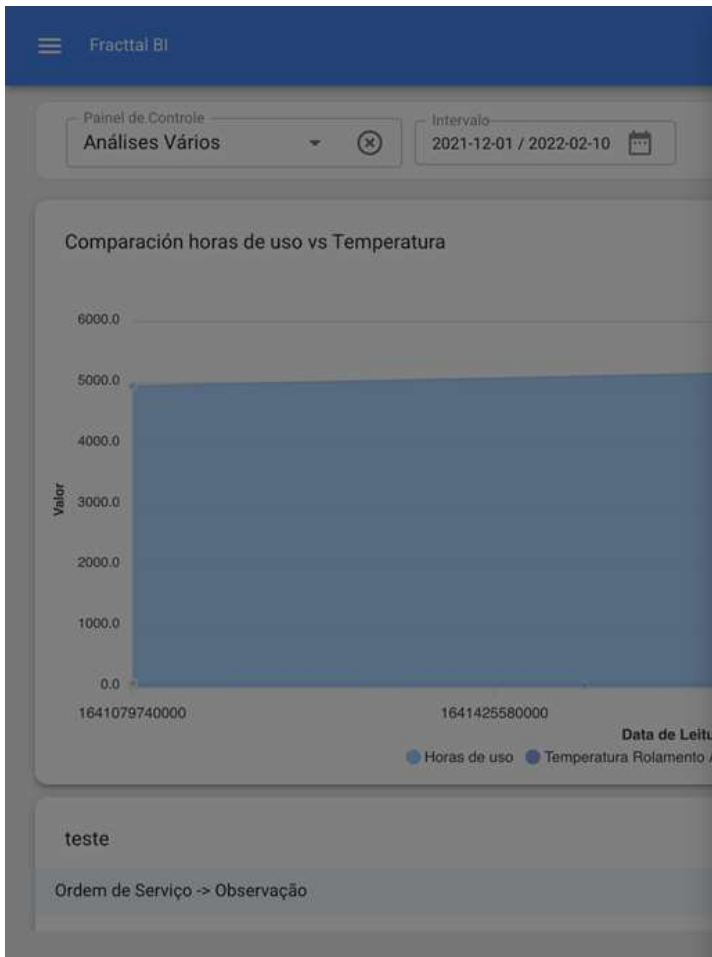 Fracttal BI
Painel de Controle
Análises Vários
Intervalo
2021-12-01 / 2022-02-10
Comparación horas de uso vs Temperatura
6000.0
5000.0
4000.0
3000.0
2000.0
1000.0
0.0
Valor
1641079740000 1641425580000
Data de Leitu
Horas de uso Temperatura Rolamento A
teste
Ordem de Serviço -> Observação